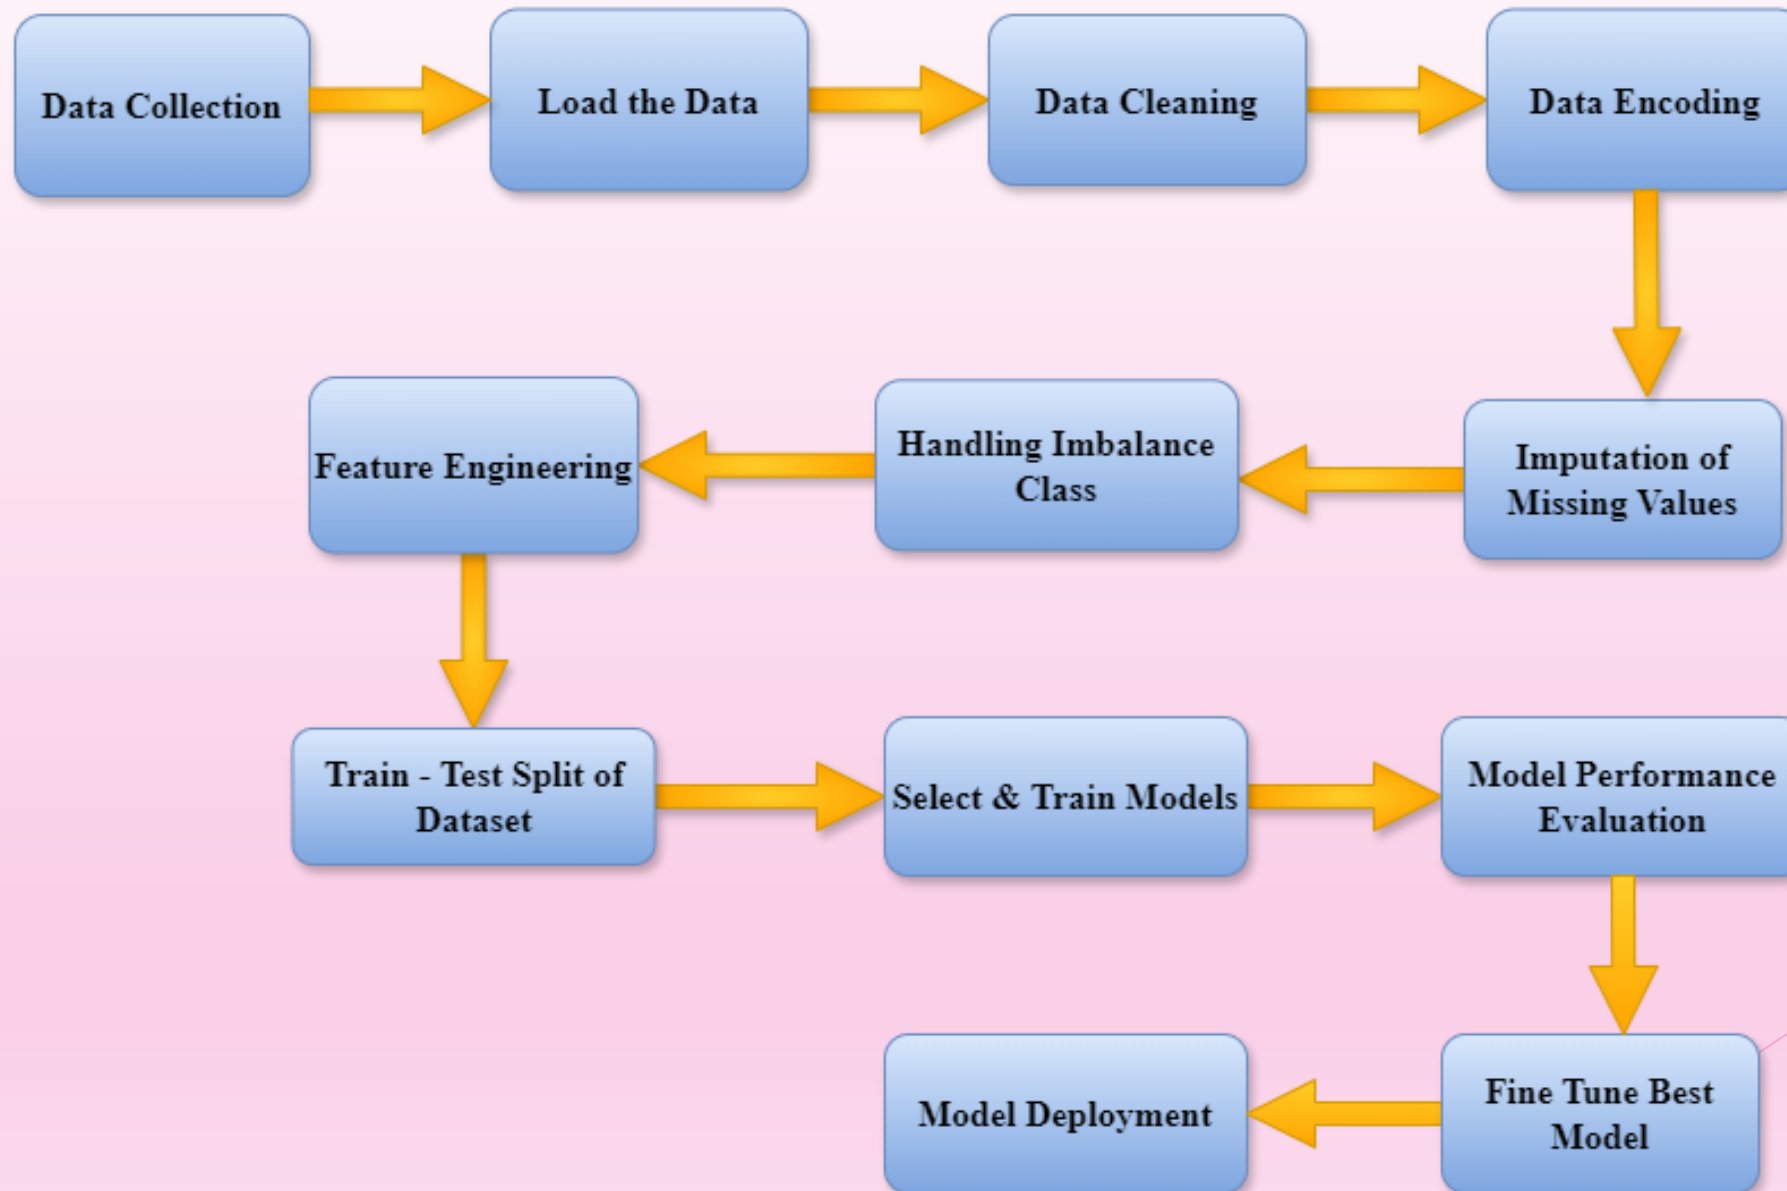 Data Collection
Load the Data
Data Cleaning
Data Encoding
Imputation of
Missing Values
Handling Imbalance
Class
Feature Engineering
Train - Test Split of
Dataset
Select & Train Models
Model Performance
Evaluation
Fine Tune Best
Model
Model Deployment